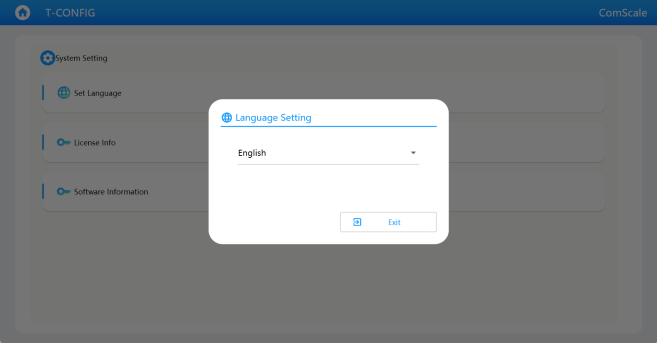 T-CONFIG ComScale
System Setting
Set Language
Language Setting
English
License Info
Software Information
Exit